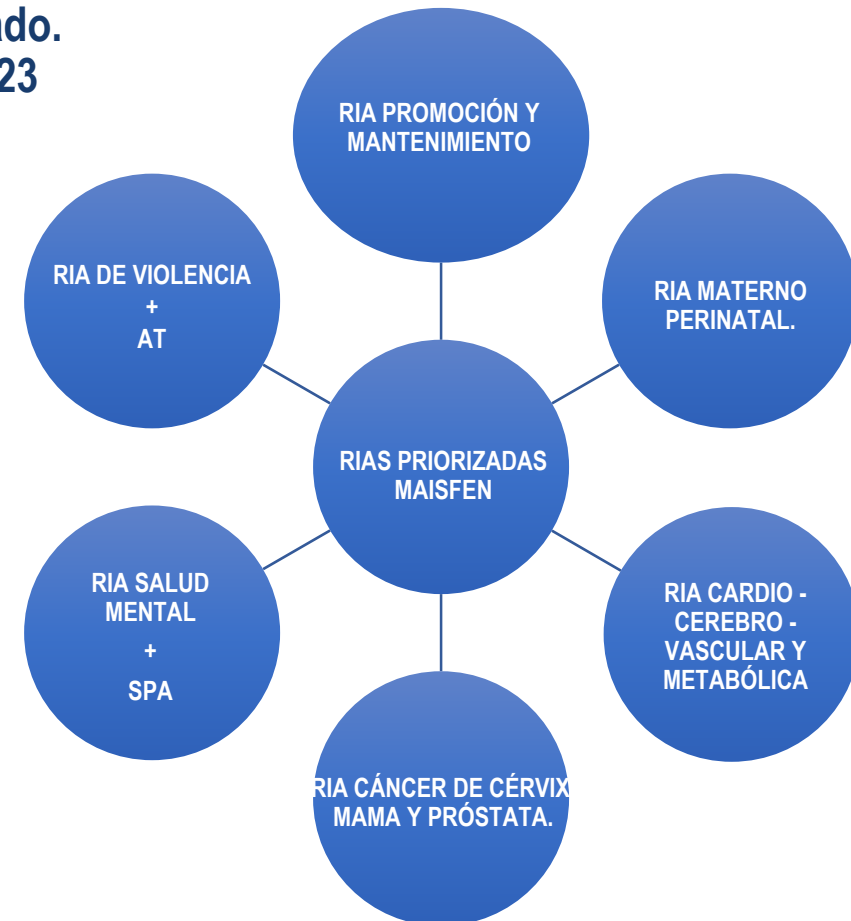 ado.
23
RIA PROMOCIÓN Y
MANTENIMIENTO
RIA DE VIOLENCIA
+
AT
RIA MATERNO
PERINATAL.
RIAS PRIORIZADAS
MAISFEN
RIA SALUD
MENTAL
+
SPA
RIA CARDIO -
CEREBRO -
VASCULAR Y
METABÓLICA
RIA CÁNCER DE CÉRVIX
MAMA Y PRÓSTATA.